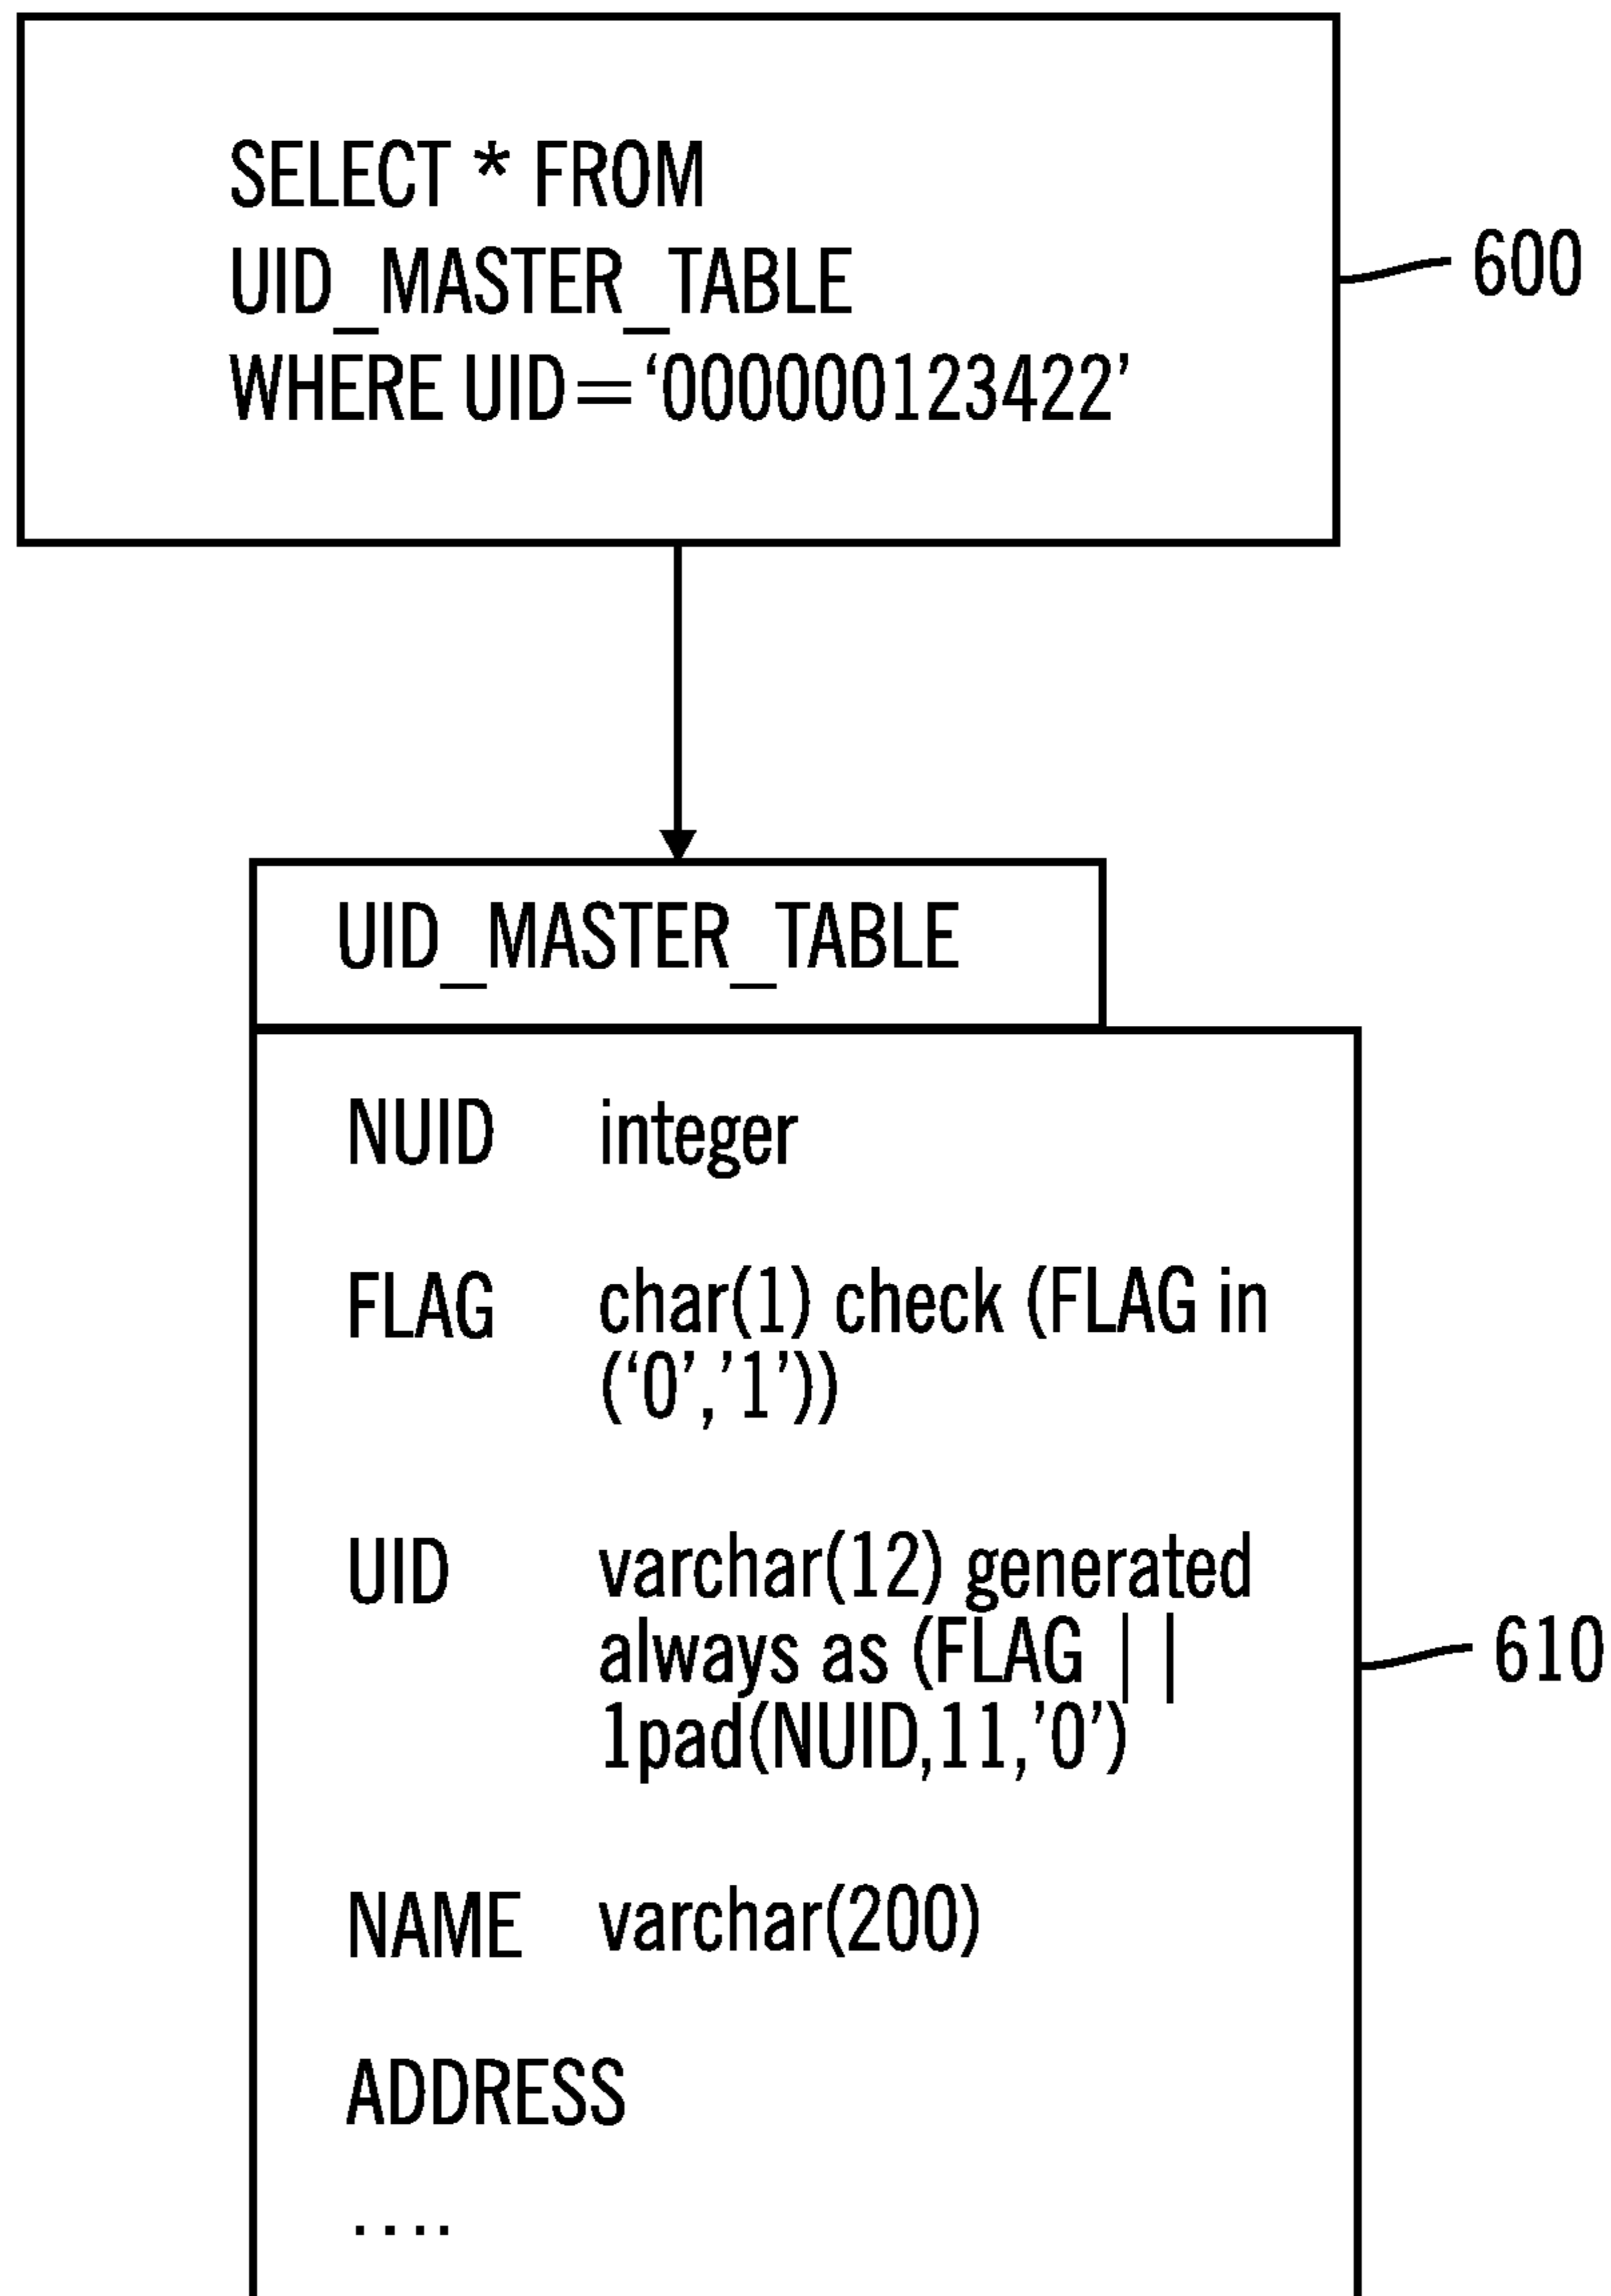 SELECT * FROM
UID_MASTER_TABLE
WHERE UID=‘000000123422’
600
UID_MASTER_TABLE
NUID integer
FLAG char(1) check (FLAG in
(‘0’,’1’))
UID varchar(12) generated
always as (FLAG ||
1pad(NUID,11,’0’)
610
NAME varchar(200)
ADDRESS
....